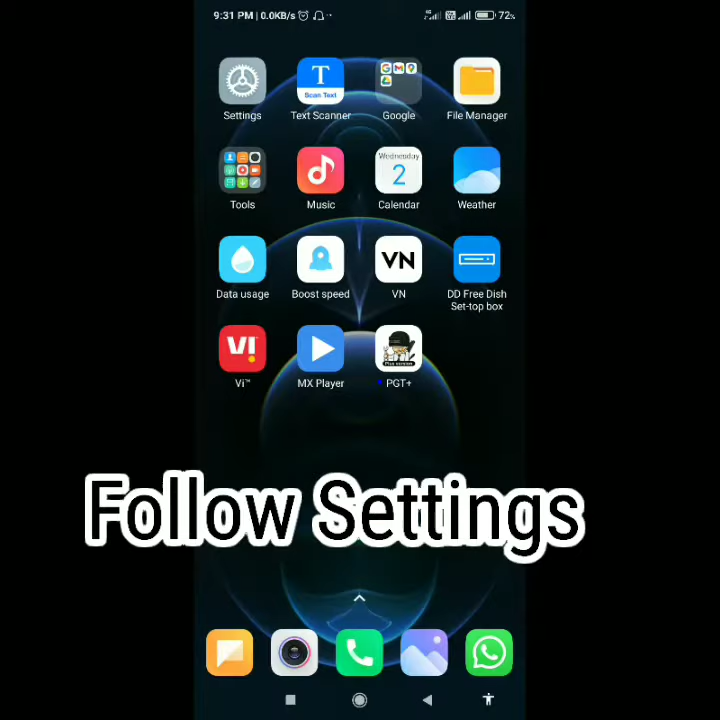 9:31 PM | 0.0KB/s
72%
T
Scan Text
Wednesday
2
Settings
Text Scanner
Google
File Manager
Tools
Music
Calendar
Weather
VN
Data usage
Boost speed
VN
DD Free Dish
Set-top box
VI
Vi™
MX Player
PGT+
Follow Settings